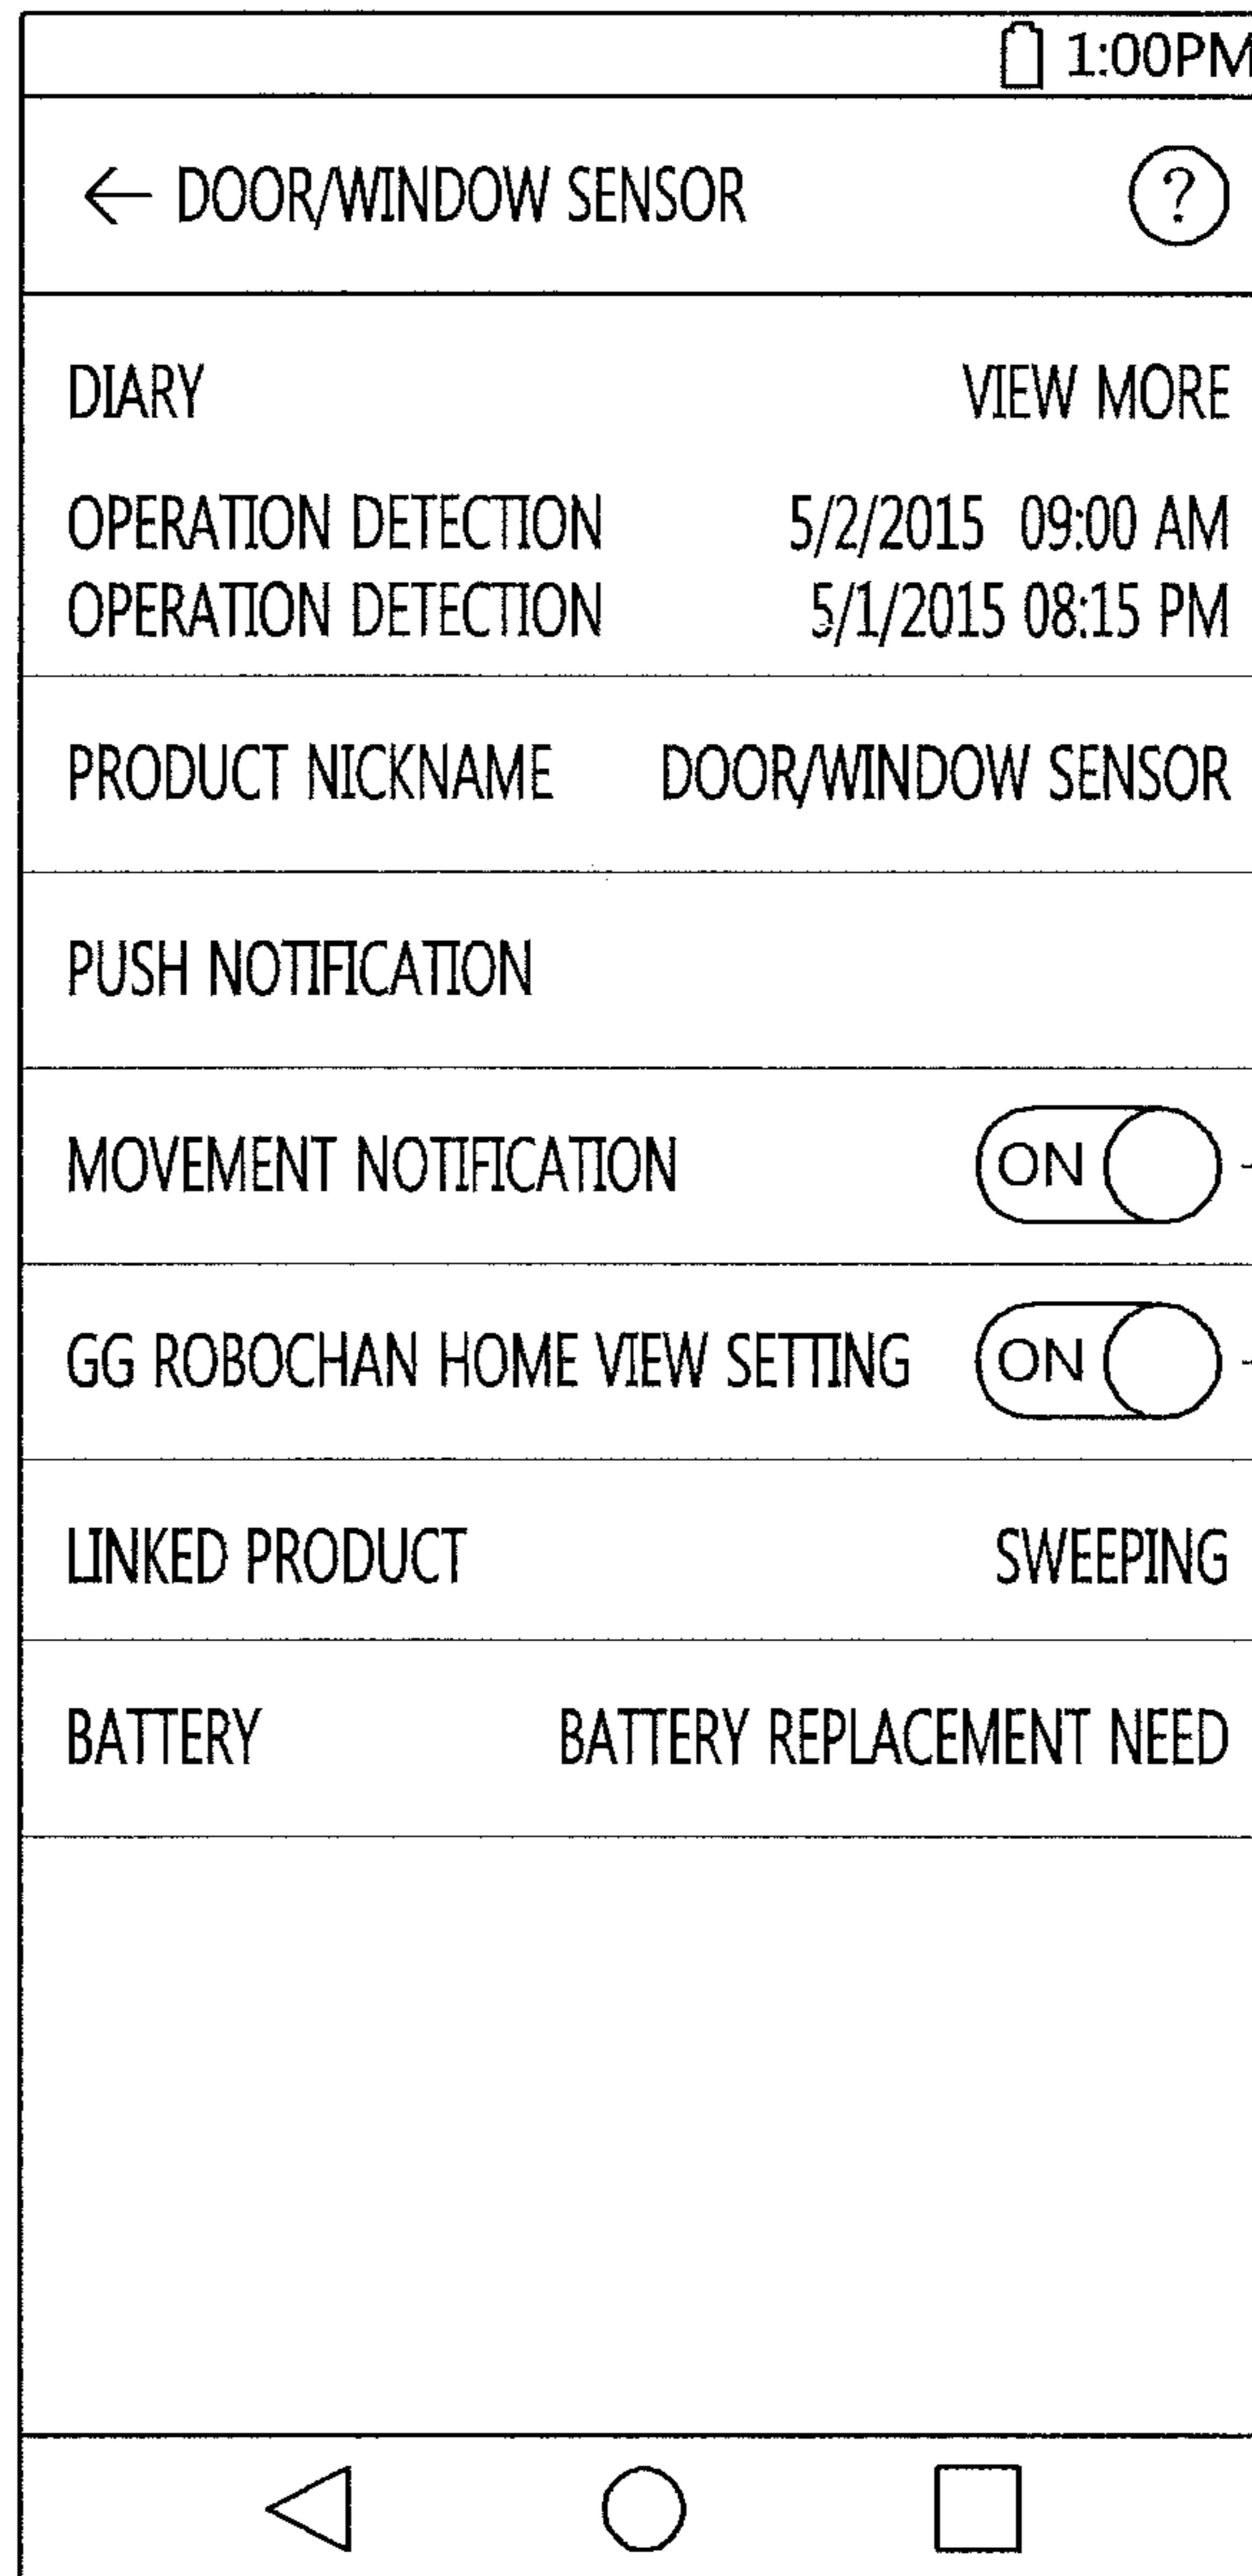 1:00PM
← DOOR/WINDOW SENSOR ?
DIARY VIEW MORE
OPERATION DETECTION 5/2/2015 09:00 AM
OPERATION DETECTION 5/1/2015 08:15 PM
PRODUCT NICKNAME DOOR/WINDOW SENSOR
PUSH NOTIFICATION
MOVEMENT NOTIFICATION ON
GG ROBOCHAN HOME VIEW SETTING ON
LINKED PRODUCT SWEEPING
BATTERY BATTERY REPLACEMENT NEED